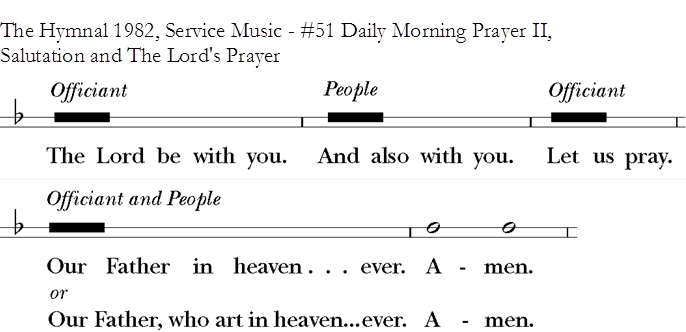 The Hymnal 1982, Service Music - #51 Daily Morning Prayer II,
Salutation and The Lord's Prayer
Officiant People Officiant
The Lord be with you. And also with you. Let us pray.
Officiant and People
Our Father in heaven . . . ever. A - men.
or
Our Father, who art in heaven...ever. A - men.